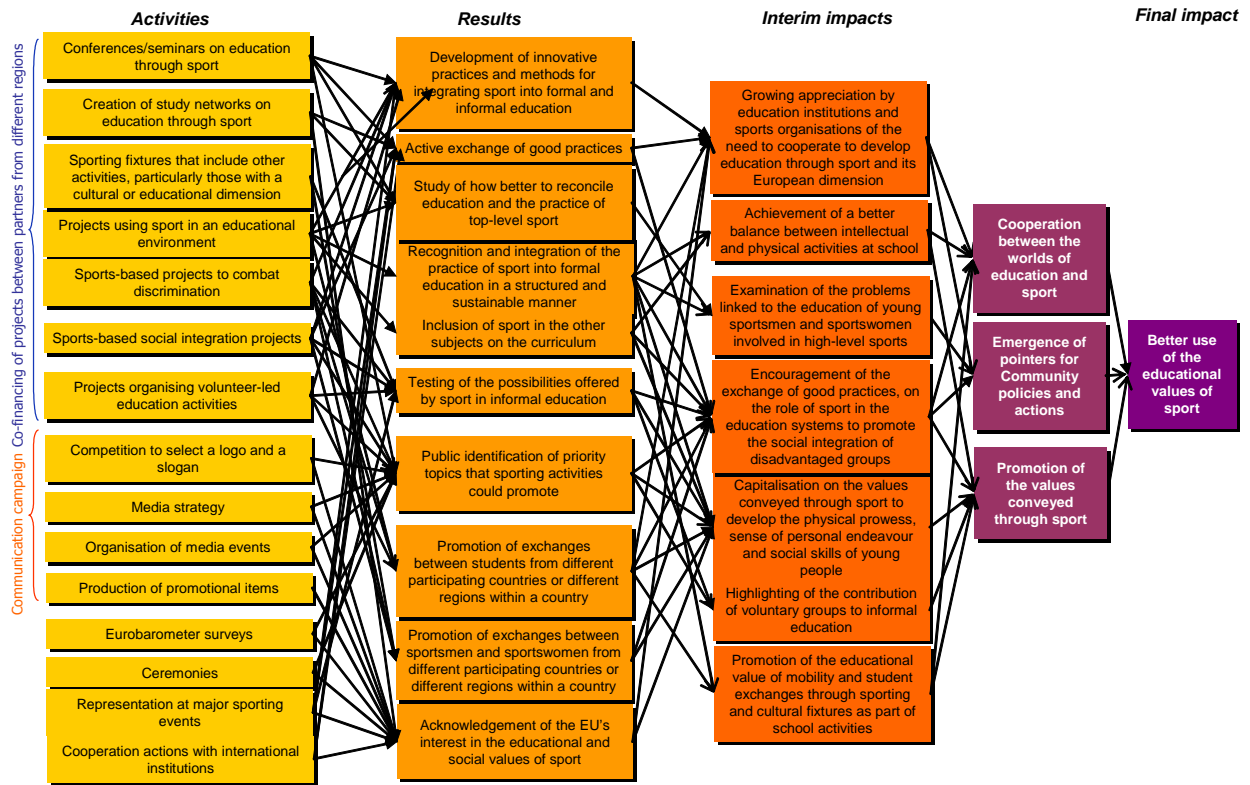 Activities
Results
Interim impacts
Final impact
Co-financing of projects between partners from different regions
Communication campaign
Conferences/seminars on education
through sport
Creation of study networks on
education through sport
Sporting fixtures that include other
activities, particularly those with a
cultural or educational dimension
Projects using sport in an educational
environment
Sports-based projects to combat
discrimination
Sports-based social integration projects
Projects organising volunteer-led
education activities
Competition to select a logo and a
slogan
Media strategy
Organisation of media events
Production of promotional items
Eurobarometer surveys
Ceremonies
Representation at major sporting
events
Cooperation actions with international
institutions
Development of innovative
practices and methods for
integrating sport into formal and
informal education
Active exchange of good practices
Study of how better to reconcile
education and the practice of
top-level sport
Recognition and integration of the
practice of sport into formal
education in a structured and
sustainable manner
Inclusion of sport in the other
subjects on the curriculum
Testing of the possibilities offered
by sport in informal education
Public identification of priority
topics that sporting activities
could promote
Promotion of exchanges
between students from different
participating countries or different
regions within a country
Promotion of exchanges between
sportsmen and sportswomen from
different participating countries or
different regions within a country
Acknowledgement of the EU's
interest in the educational and
social values of sport
Growing appreciation by
education institutions and
sports organisations of the
need to cooperate to develop
education through sport and its
European dimension
Achievement of a better
balance between intellectual
and physical activities at school
Examination of the problems
linked to the education of young
sportsmen and sportswomen
involved in high-level sports
Encouragement of the
exchange of good practices, on
the role of sport in the
education systems to promote
the social integration of
disadvantaged groups
Capitalisation on the values
conveyed through sport to
develop the physical prowess,
sense of personal endeavour
and social skills of young
people
Highlighting of the contribution
of voluntary groups to informal
education
Promotion of the educational
value of mobility and student
exchanges through sporting
and cultural fixtures as part of
school activities
Cooperation
between the
worlds of
education and
sport
Emergence of
pointers for
Community
policies and
actions
Promotion of
the values
conveyed
through sport
Better use
of the
educational
values of
sport